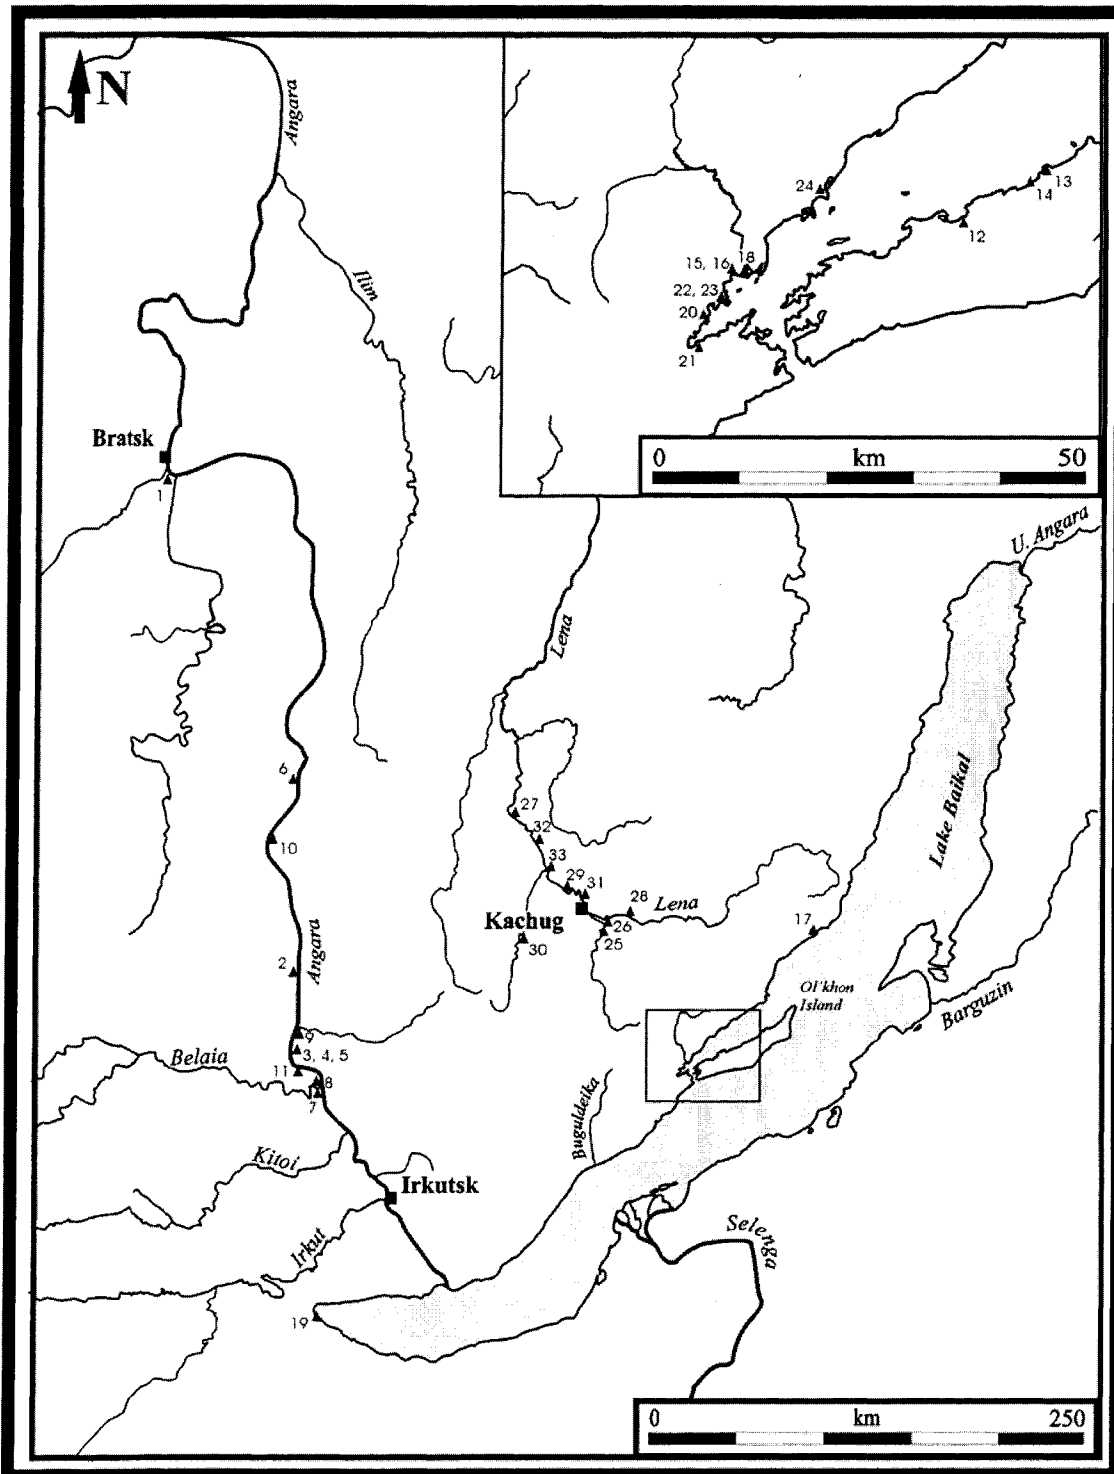 N
Angara
24
13
14
12
15, 16
18
22, 23
20
21
0 km 50
Ilim
Bratsk
1
U. Angara
Lena
Lake Baikal
6
10
27
32
33
29
31
28
Lena
Kachug
26
25
30
17
Angara
2
Ol'khon
Island
Barguzin
9
3, 4, 5
Belaia
11
8
7
Buguldeika
Kitoi
Irkutsk
Irkut
Selenga
19
0 km 250